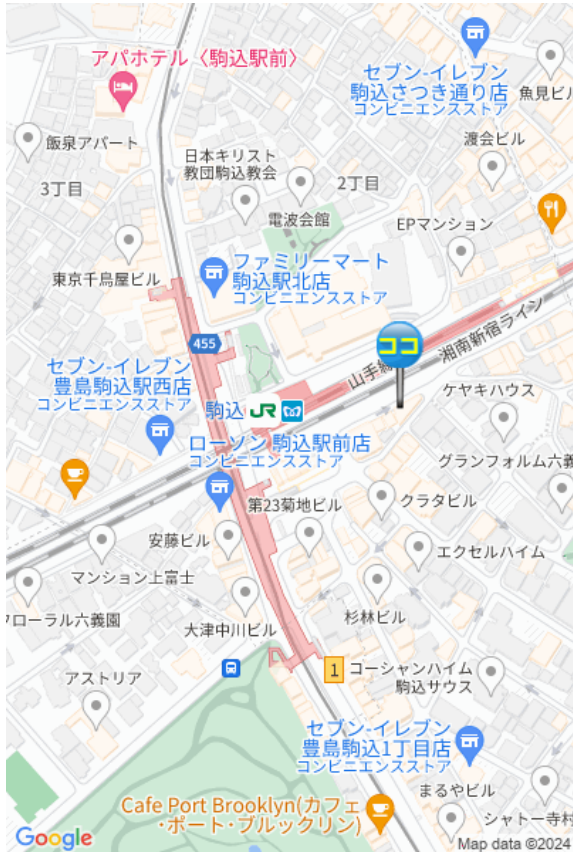 アパホテル〈駒込駅前〉
セブン-イレブン
駒込さつき通り店
コンビニエンスストア
魚見ビ
飯泉アパート
渡会ビル
日本キリスト
教団駒込教会
3丁目
2丁目
電波会館
EPマンション
ファミリーマート
駒込駅北店
コンビニエンスストア
東京千鳥屋ビル
455
ココ
湘南新宿ライン
山手線
セブン-イレブン
豊島駒込駅西店
コンビニエンスストア
ケヤキハウス
駒込 JR
ローソン 駒込駅前店
コンビニエンスストア
グランフォルム六義
第23菊地ビル
クラタビル
安藤ビル
エクセルハイム
マンション上富士
フローラル六義園
杉林ビル
大津中川ビル
1
コーシャンハイム
駒込サウス
アストリア
セブン-イレブン
豊島駒込1丁目店
コンビニエンスストア
まるやビル
Cafe Port Brooklyn(カフェ
・ポート・ブルックリン)
シャトー寺村
Google
Map data ©2024